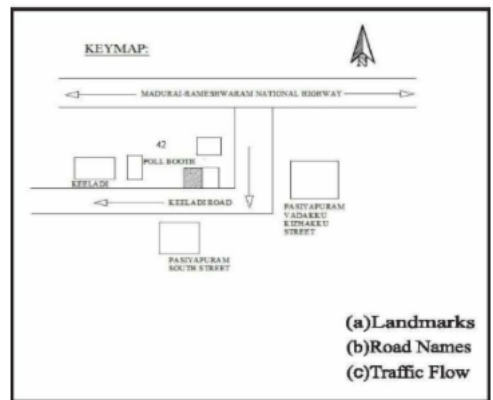 KEYMAP:
N
MADURAI-RAMESHWARAM NATIONAL HIGHWAY
42
POLL BOOTH
KEELADI
KEELADI ROAD
PASIYAPURAM
VADAKKU
KIZHAKKU
STREET
PASIYAPURAM
SOUTH STREET
(a)Landmarks
(b)Road Names
(c)Traffic Flow